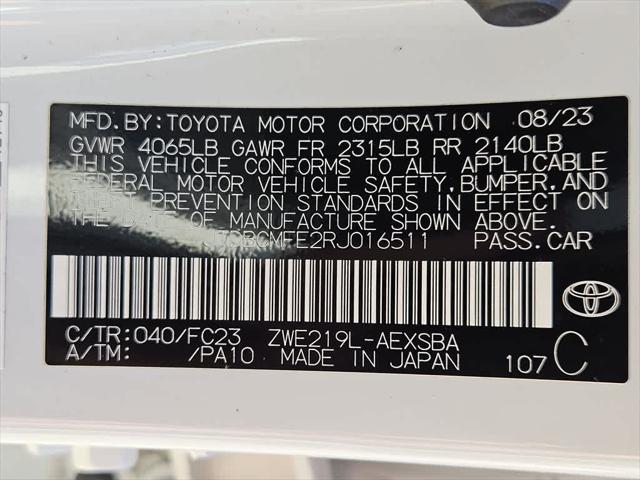 MFD.BY:TOYOTA MOTOR CORPORATION 08/23
GVWR 4065LB GAWR FR 2315LB RR 2140LB
THIS VEHICLE CONFORMS TO ALL APPLICABLE
FEDERAL MOTOR VEHICLE SAFETY,BUMPER,AND
THEFT PREVENTION STANDARDS IN EFFECT ON
THE DATE OF MANUFACTURE SHOWN ABOVE.
JTDBCMFE2RJ016511 PASS.CAR
C/TR:040/FC23 ZWE219L-AEXSBA
A/TM: /PA10 MADE IN JAPAN 107 C